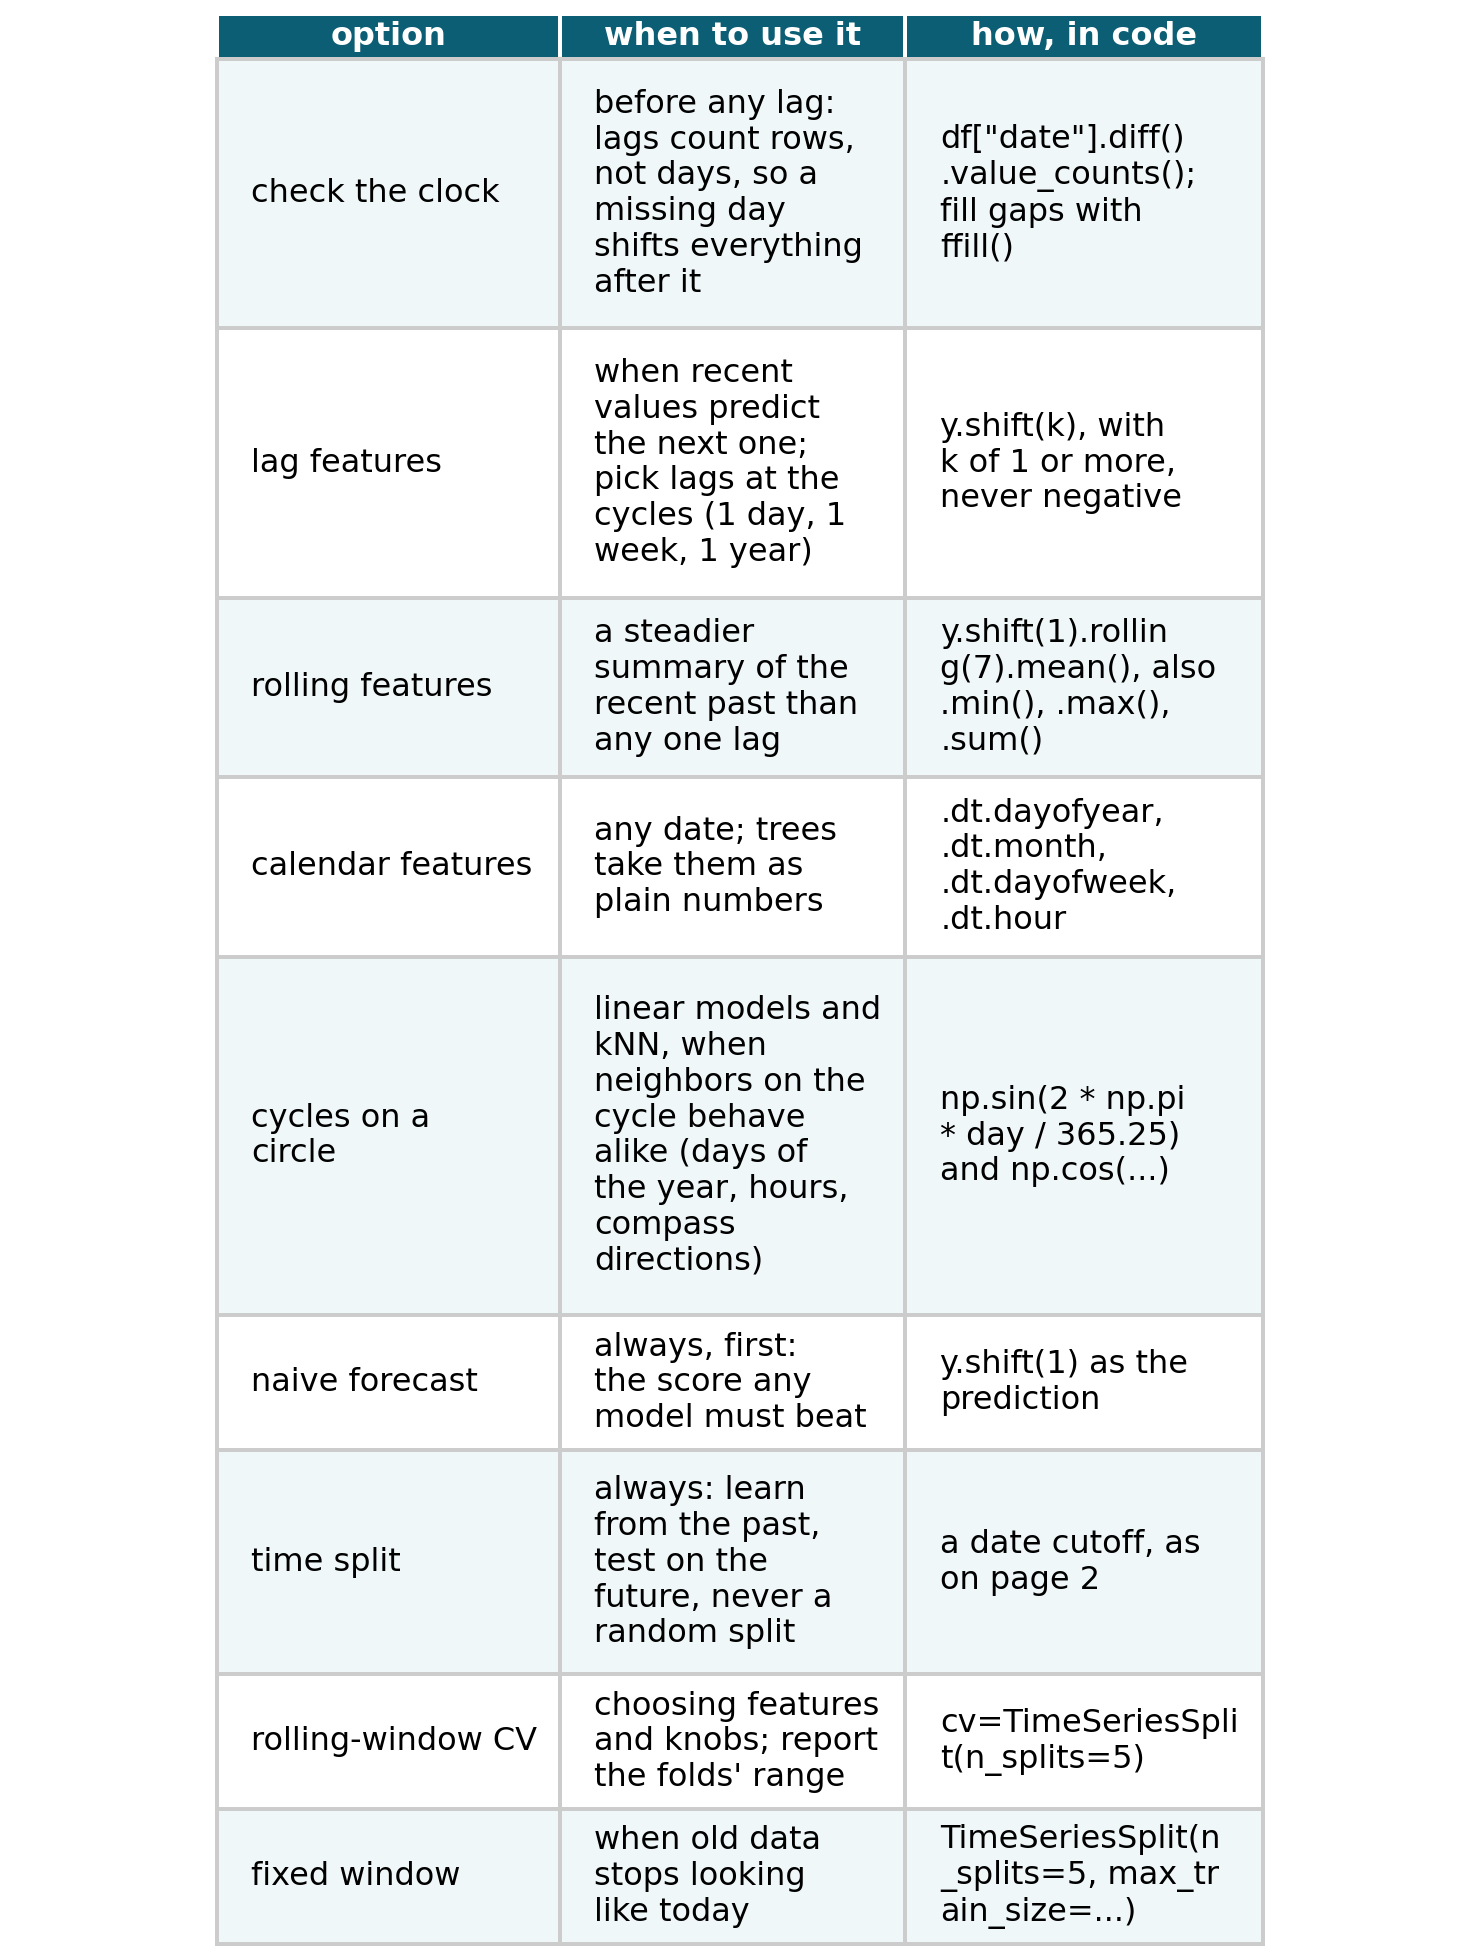 option when to use it how, in code
check the clock
before any lag:
lags count rows,
not days, so a
missing day
shifts everything
after it
df["date"].diff()
.value_counts();
fill gaps with
ffill()
lag features
when recent
values predict
the next one;
pick lags at the
cycles (1 day, 1
week, 1 year)
y.shift(k), with
k of 1 or more,
never negative
rolling features
a steadier
summary of the
recent past than
any one lag
y.shift(1).rollin
g(7).mean(), also
.min(), .max(),
.sum()
calendar features
any date; trees
take them as
plain numbers
.dt.dayofyear,
.dt.month,
.dt.dayofweek,
.dt.hour
cycles on a
circle
linear models and
kNN, when
neighbors on the
cycle behave
alike (days of
the year, hours,
compass
directions)
np.sin(2 * np.pi
* day / 365.25)
and np.cos(...)
naive forecast
always, first:
the score any
model must beat
y.shift(1) as the
prediction
time split
always: learn
from the past,
test on the
future, never a
random split
a date cutoff, as
on page 2
rolling-window CV
choosing features
and knobs; report
the folds' range
cv=TimeSeriesSpli
t(n_splits=5)
fixed window
when old data
stops looking
like today
TimeSeriesSplit(n
_splits=5, max_tr
ain_size=...)